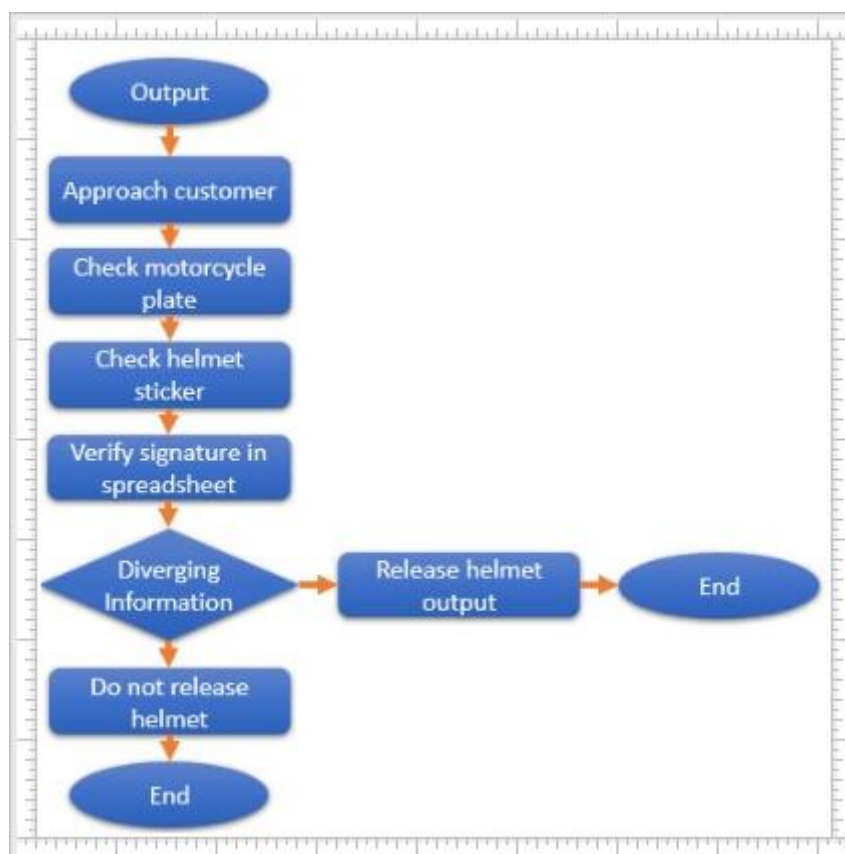 Output
Approach customer
Check motorcycle
plate
Check helmet
sticker
Verify signature in
spreadsheet
Diverging
Information
Release helmet
output
End
Do not release
helmet
End